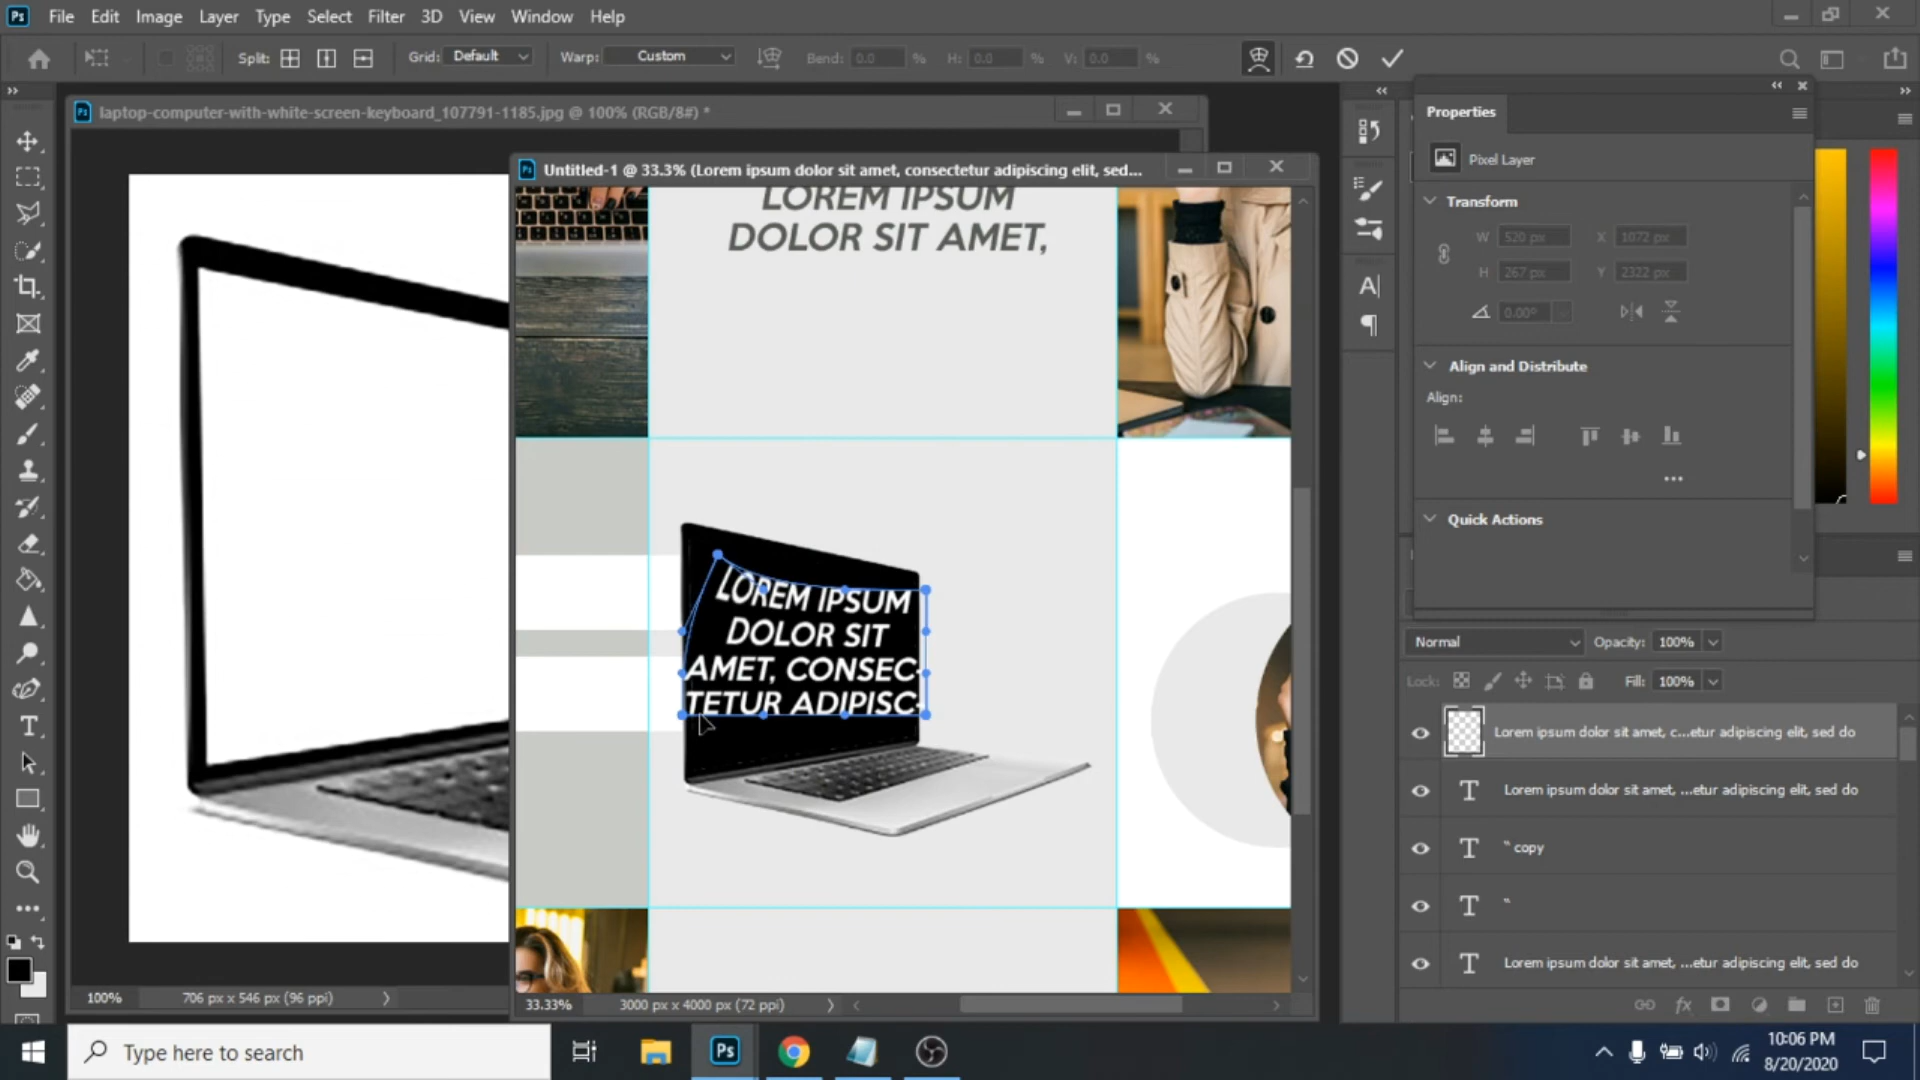 Ps File Edit Image Layer Type Select Filter 3D View Window Help
Split: Grid: Default Warp: Custom Bend: 0.0 % H: 0.0 % V: 0.0 %
laptop-computer-with-white-screen-keyboard_107791-1185.jpg @ 100% (RGB/8#) *
Untitled-1 @ 33.3% (Lorem ipsum dolor sit amet, consectetur adipiscing elit, sed...
LOREM IPSUM
DOLOR SIT AMET,
LOREM IPSUM
DOLOR SIT
AMET, CONSEC-
TETUR ADIPISC-
100% 706 px x 546 px (96 ppi)
33.33% 3000 px x 4000 px (72 ppi)
Properties
Pixel Layer
Transform
W 520 px X 1072 px
H 267 px Y 2322 px
0.00°
Align and Distribute
Align:
Quick Actions
Normal Opacity: 100%
Lock: Fill: 100%
Lorem ipsum dolor sit amet, c...etur adipiscing elit, sed do
T Lorem ipsum dolor sit amet, ...etur adipiscing elit, sed do
T “ copy
T “
T Lorem ipsum dolor sit amet, ...etur adipiscing elit, sed do
fx
Type here to search
Ps
10:06 PM
8/20/2020